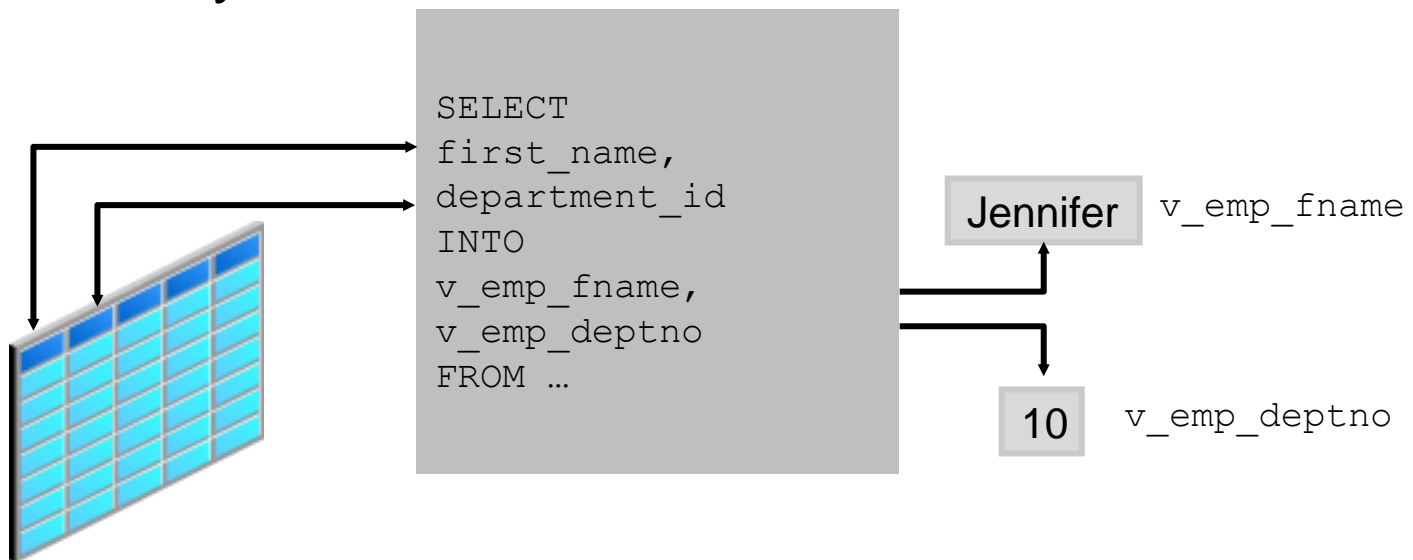 SELECT
first_name,
department_id
INTO
v_emp_fname,
v_emp_deptno
FROM …
Jennifer v_emp_fname
10 v_emp_deptno